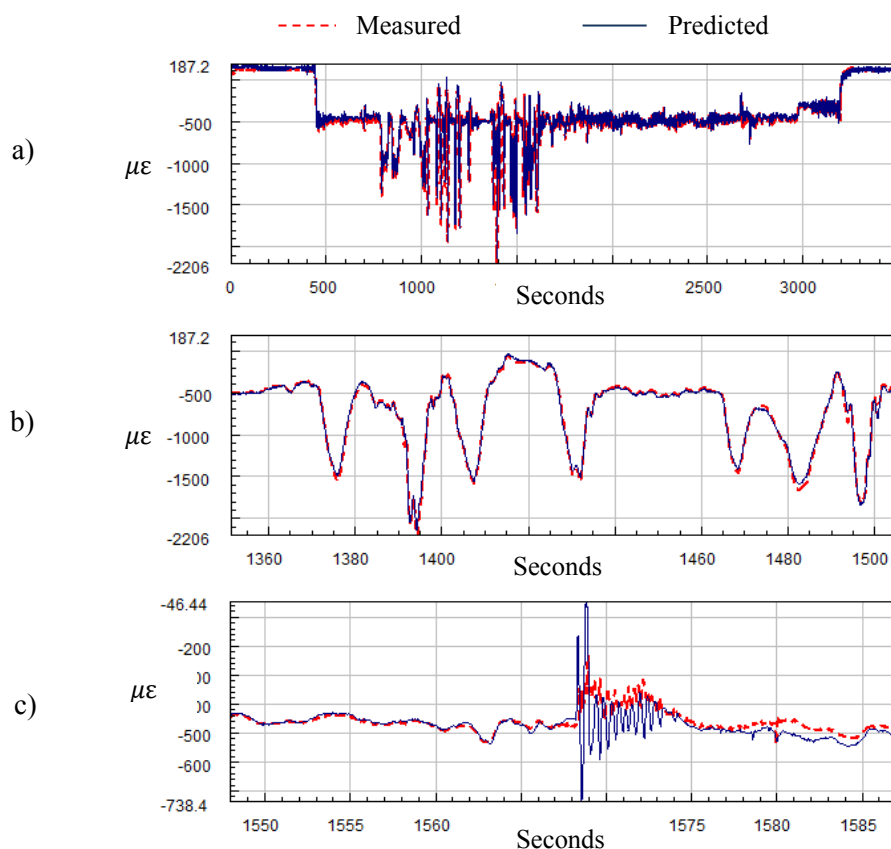 Measured Predicted
a)
με
187.2
-500
-1000
-1500
-2206
0 500 1000 2500 3000
Seconds
b)
με
187.2
-500
-1000
-1500
-2206
1360 1380 1400 1460 1480 1500
Seconds
c)
με
-46.44
-200
-500
-600
-738.4
1550 1555 1560 1575 1580 1585
Seconds